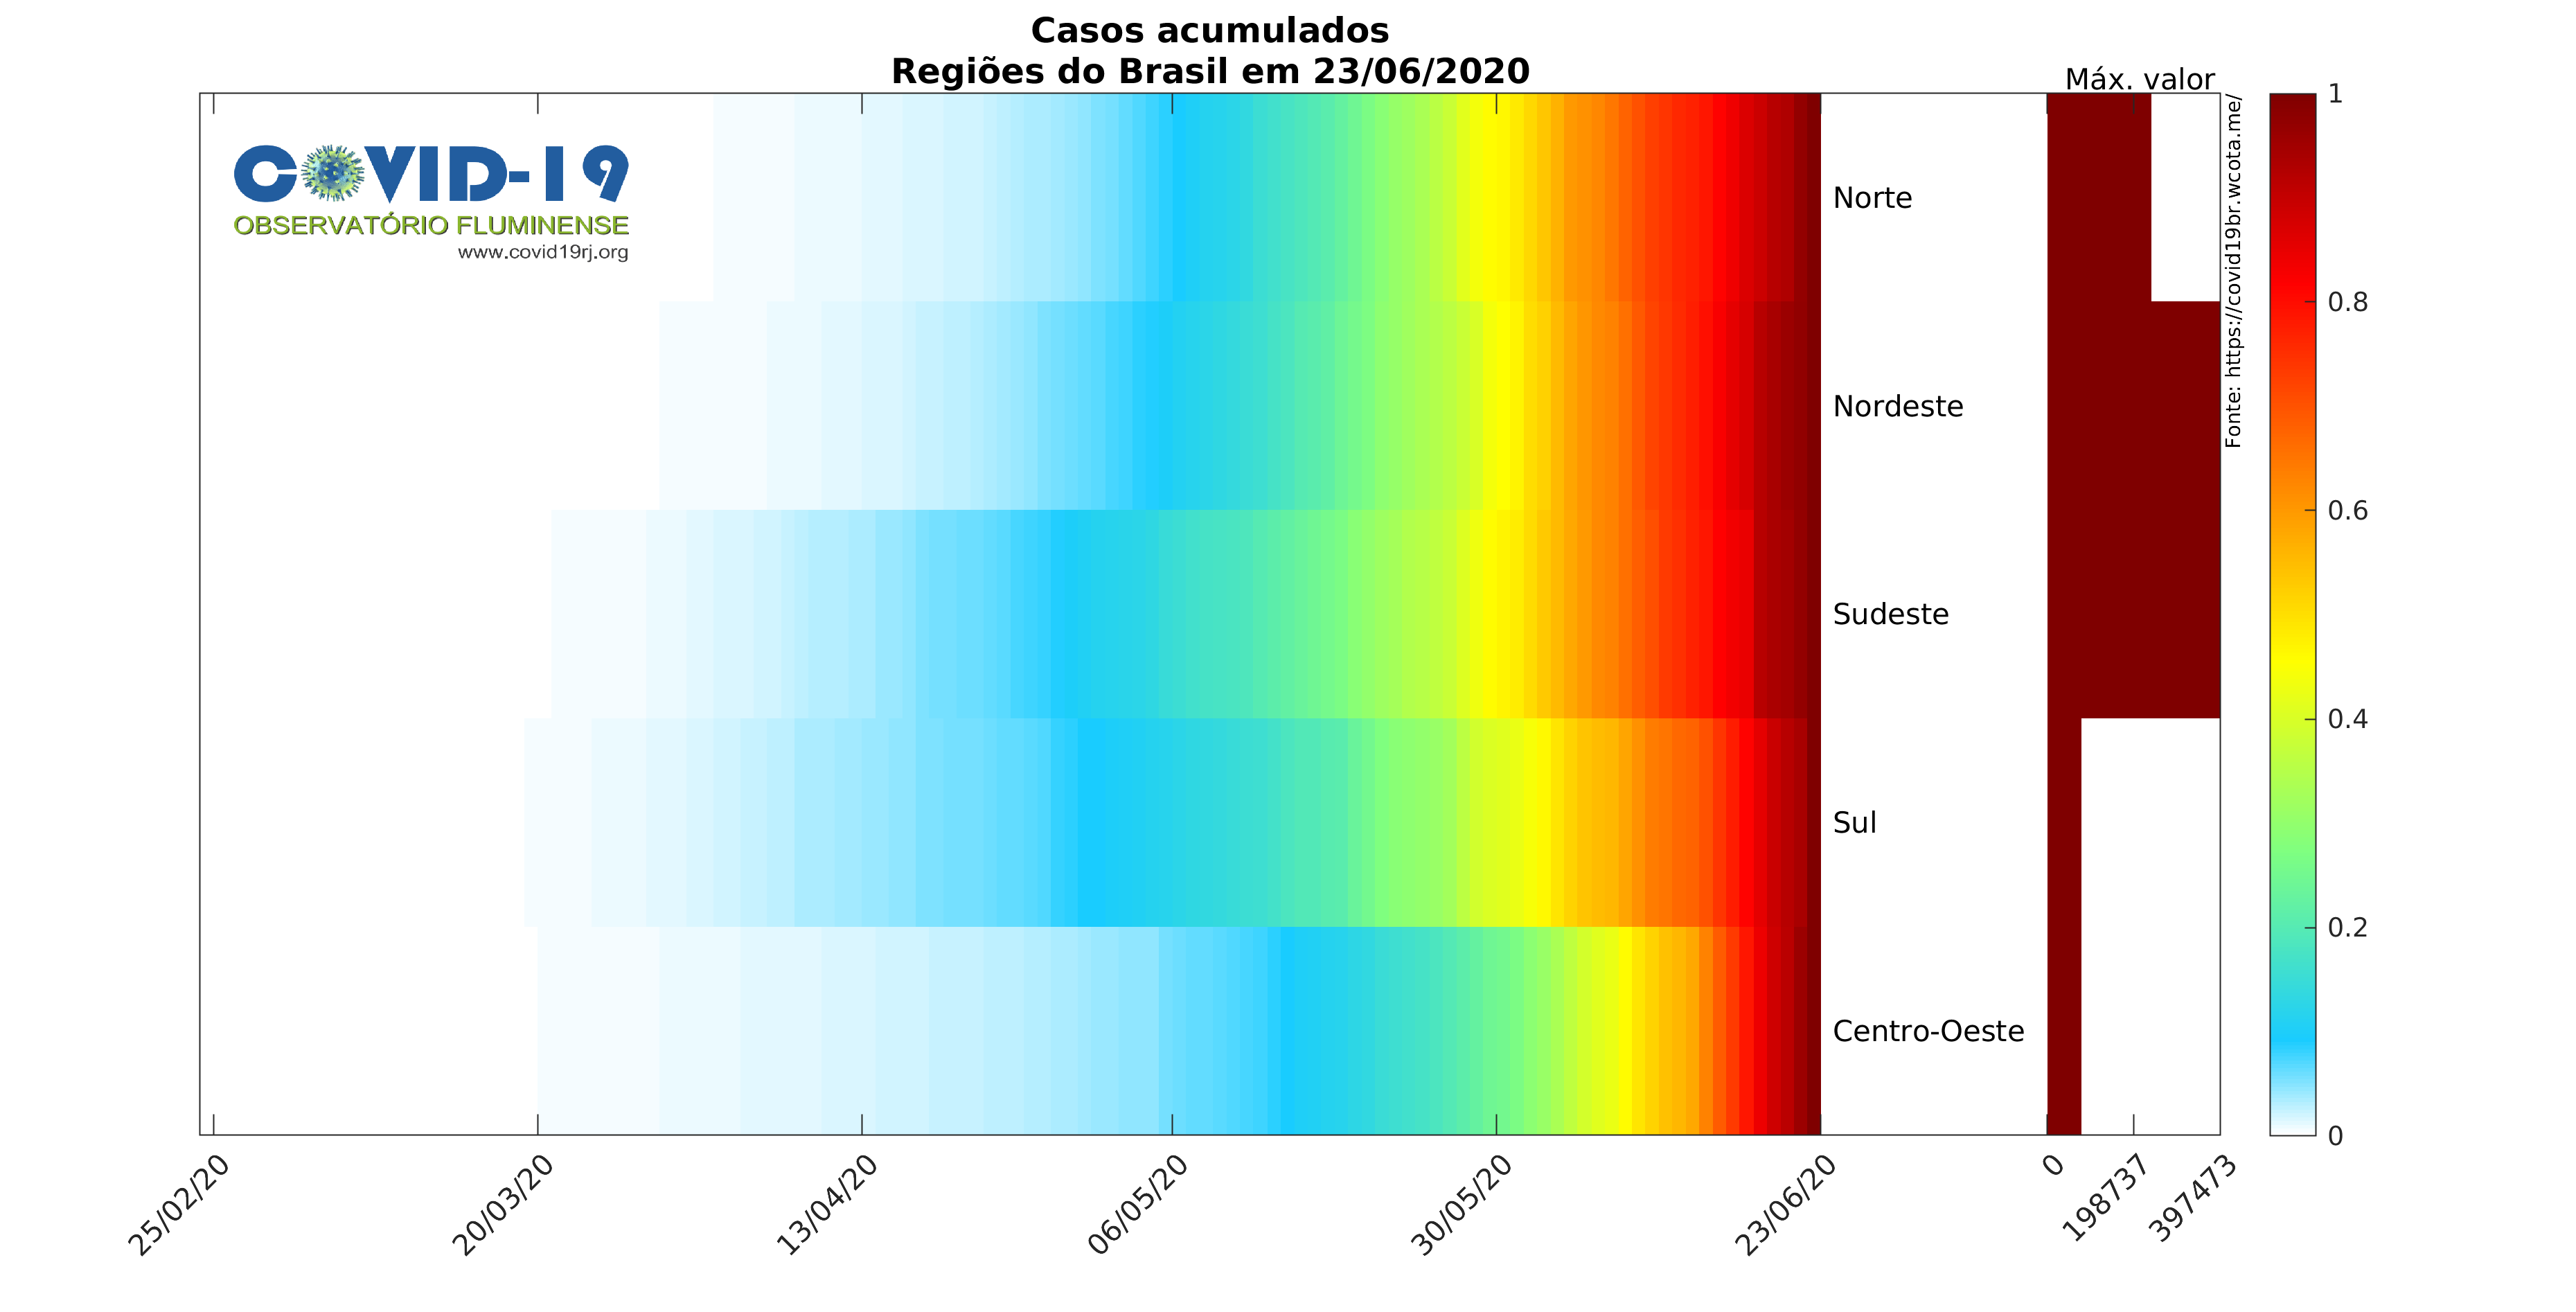 Casos acumulados
Regiões do Brasil em 23/06/2020
Máx. valor
COVID-19
OBSERVATÓRIO FLUMINENSE
www.covid19rj.org
Norte
Nordeste
Sudeste
Sul
Centro-Oeste
Fonte: https://covid19br.wcota.me/
1
0.8
0.6
0.4
0.2
0
25/02/20
20/03/20
13/04/20
06/05/20
30/05/20
23/06/20
0
198737
397473